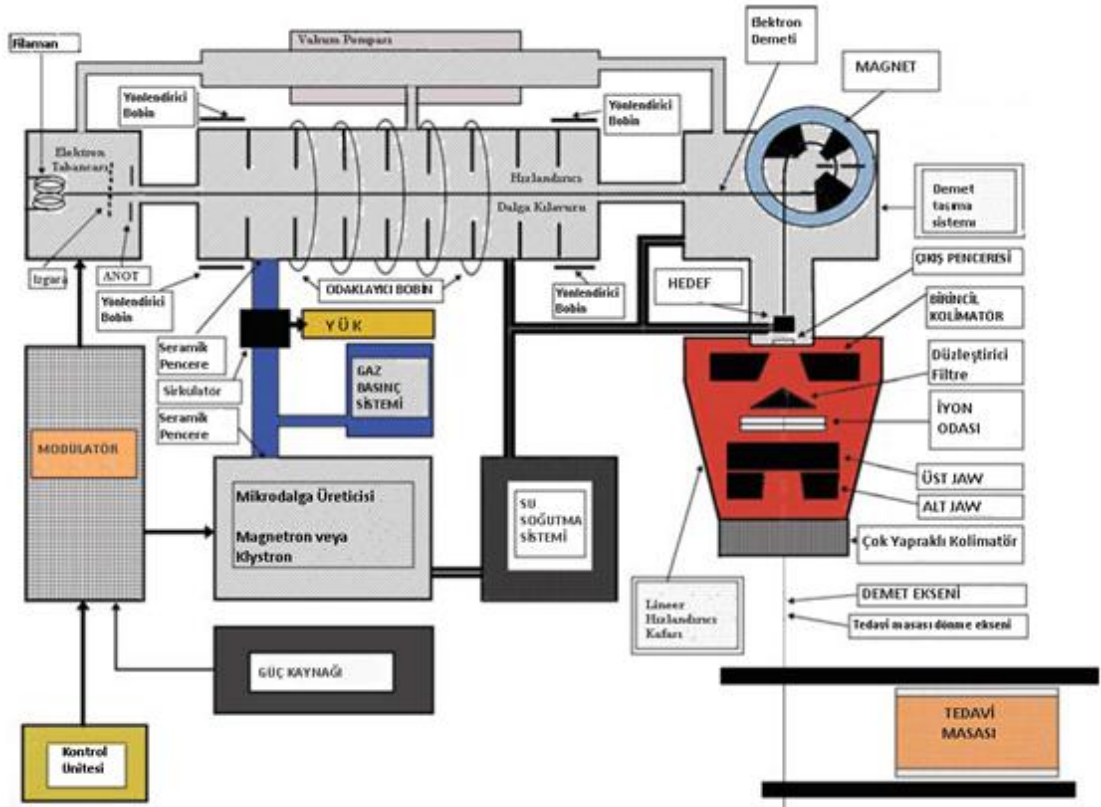 Filaman
Vakum Pompası
Elektron
Demeti
MAGNET
Yönlendirici
Bobin
Yönlendirici
Bobin
Elektron
Tabancası
Hızlandırıcı
Dalga Kılavuzu
Demet
taşıma
sistemi
Izgara
ANOT
Yönlendirici
Bobin
ODAKLAYICI BOBİN
Yönlendirici
Bobin
HEDEF
ÇIKIŞ PENCERESİ
BİRİNCİL
KOLİMATÖR
Seramik
Pencere
YÜK
Düzleştirici
Filtre
Sirkulatör
GAZ
BASINÇ
SİSTEMİ
İYON
ODASI
Seramik
Pencere
MODÜLATÖR
ÜST JAW
ALT JAW
Mikrodalga Üreticisi
Magnetron veya
Klystron
SU
SOĞUTMA
SİSTEMİ
Çok Yapraklı Kolimatör
Lineer
Hızlandırıcı
Kafası
DEMET EKSENİ
Tedavi masası dönme ekseni
GÜÇ KAYNAĞI
TEDAVİ
MASASI
Kontrol
Ünitesi